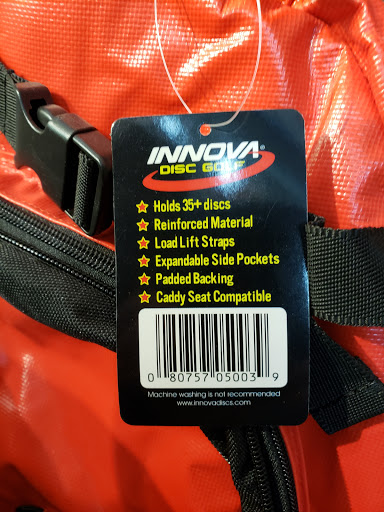 INNOVA®
DISC GOLF
Holds 35+ discs
Reinforced Material
Load Lift Straps
Expandable Side Pockets
Padded Backing
Caddy Seat Compatible
0 80757 05003 9
Machine washing is not recommended
www.innovadiscs.com